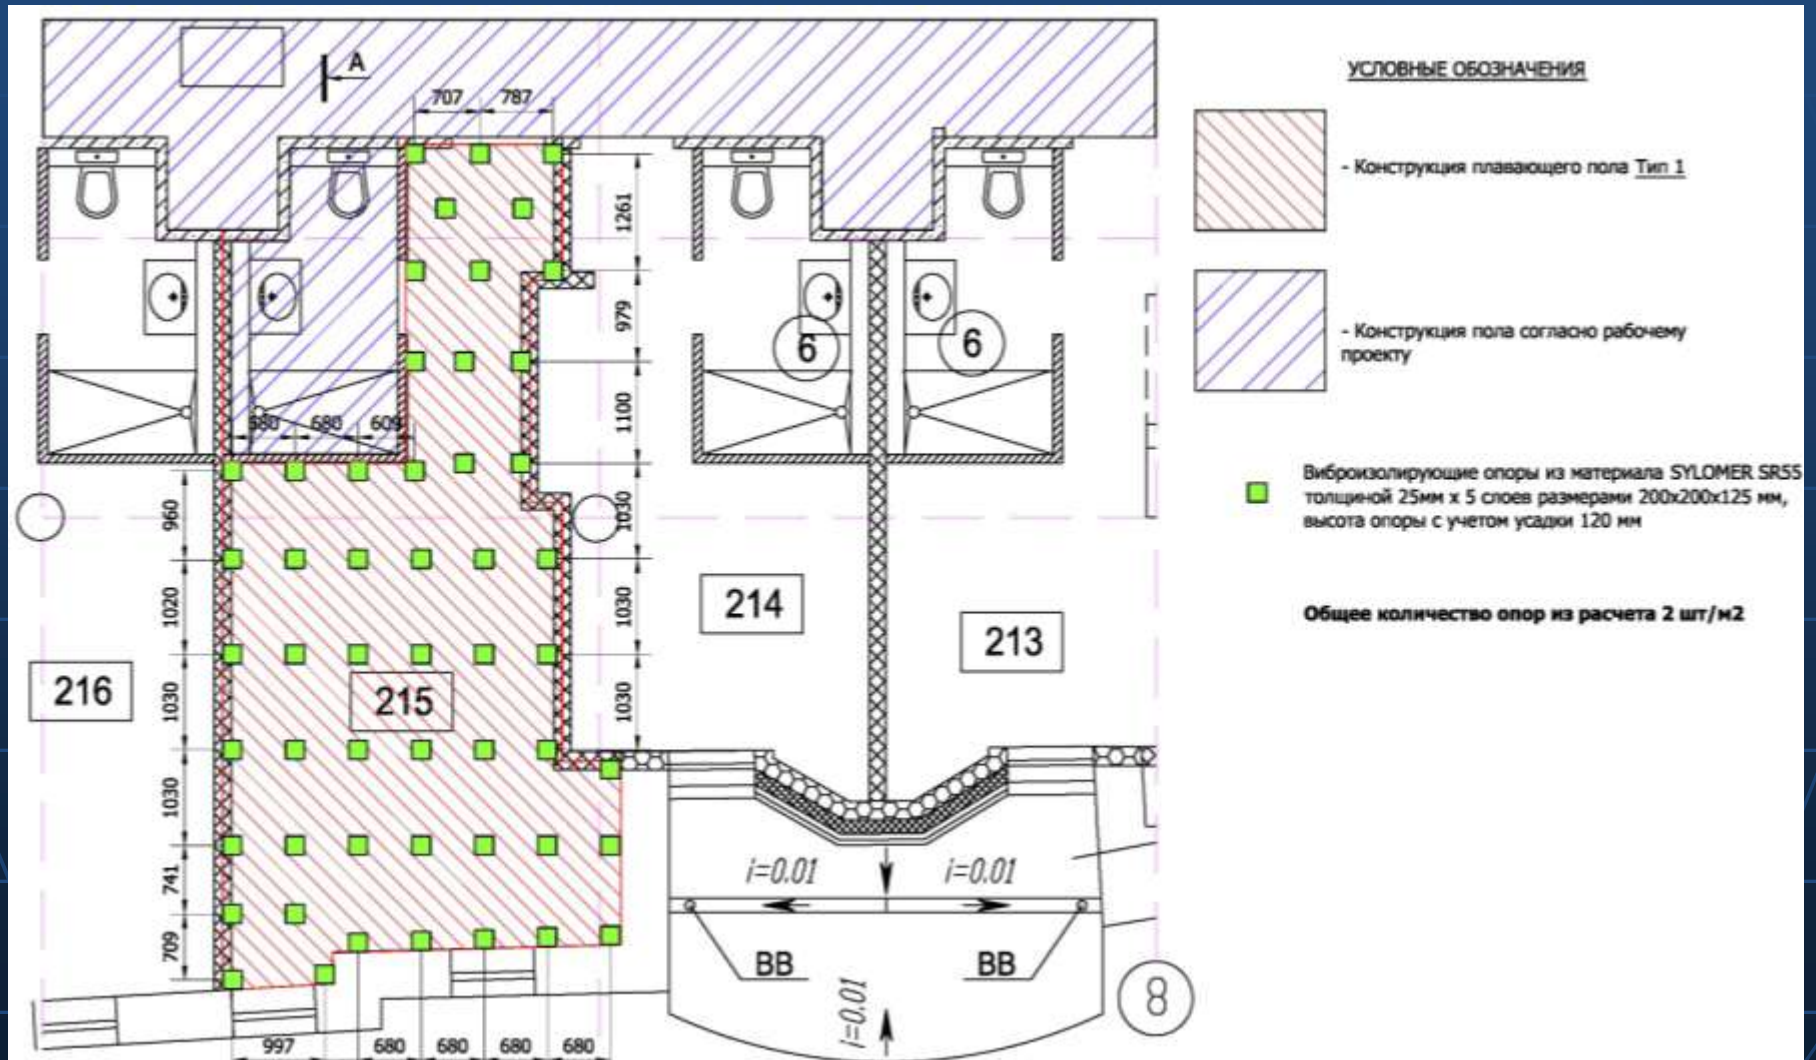 A
707
787
1261
979
1100
1030
1030
1030
580
680
609
960
1020
1030
1030
741
709
997
680
680
680
680
216
215
214
213
6
6
8
i=0.01
i=0.01
i=0.01
ВВ
ВВ
УСЛОВНЫЕ ОБОЗНАЧЕНИЯ
- Конструкция плавающего пола Тип 1
- Конструкция пола согласно рабочему
проекту
Виброизолирующие опоры из материала SYLOMER SR55
толщиной 25мм x 5 слоев размерами 200x200x125 мм,
высота опоры с учетом усадки 120 мм
Общее количество опор из расчета 2 шт/м2